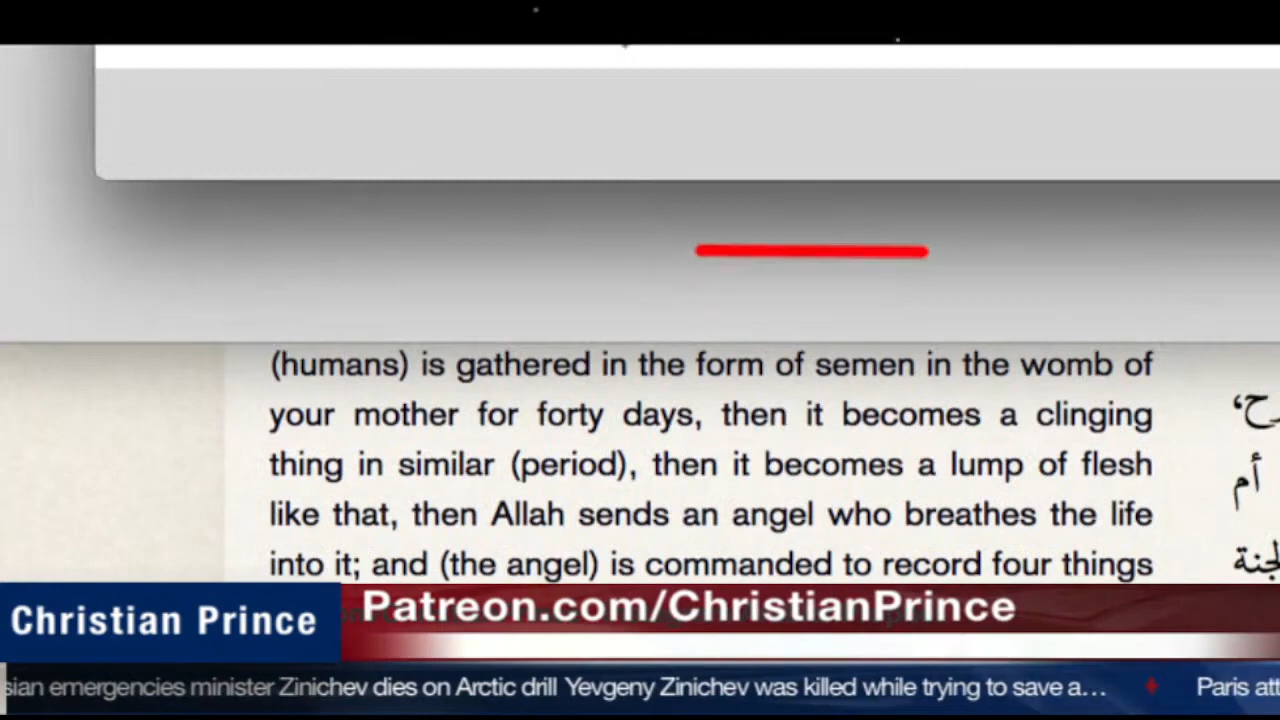 (humans) is gathered in the form of semen in the womb of
your mother for forty days, then it becomes a clinging
thing in similar (period), then it becomes a lump of flesh
like that, then Allah sends an angel who breathes the life
into it; and (the angel) is commanded to record four things
أم
Christian Prince
Patreon.com/ChristianPrince
sian emergencies minister Zinichev dies on Arctic drill Yevgeny Zinichev was killed while trying to save a... Paris att